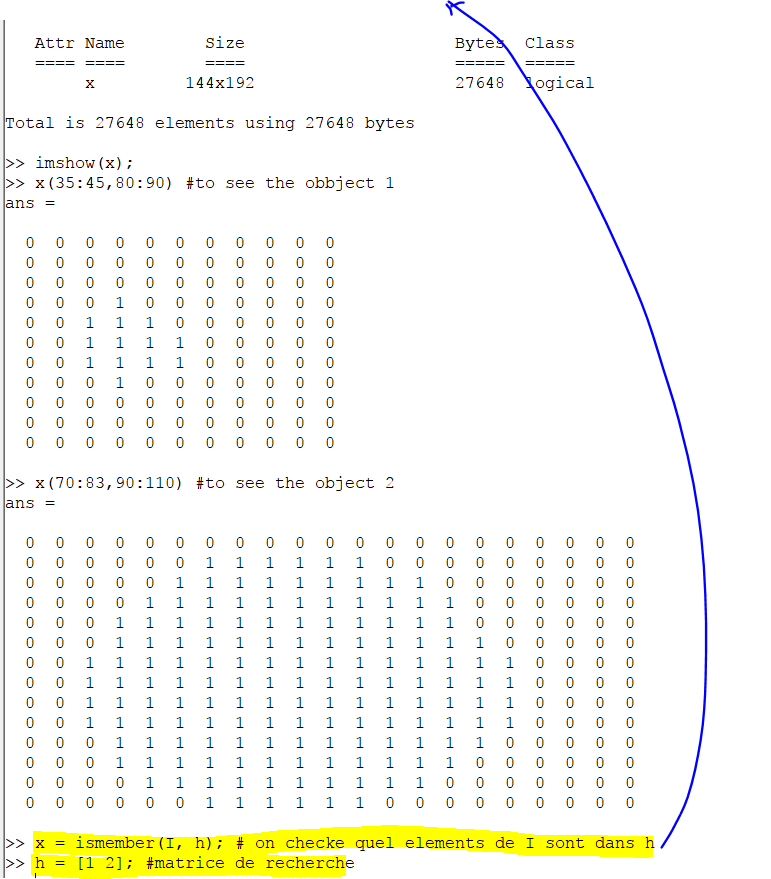 Attr Name Size Bytes Class
==== ==== ==== ===== =====
x 144x192 27648 logical
Total is 27648 elements using 27648 bytes
>> imshow(x);
>> x(35:45,80:90) #to see the obbject 1
ans =
0 0 0 0 0 0 0 0 0 0 0
0 0 0 0 0 0 0 0 0 0 0
0 0 0 0 0 0 0 0 0 0 0
0 0 0 1 0 0 0 0 0 0 0
0 0 1 1 1 0 0 0 0 0 0
0 0 1 1 1 1 0 0 0 0 0
0 0 1 1 1 1 0 0 0 0 0
0 0 0 1 0 0 0 0 0 0 0
0 0 0 0 0 0 0 0 0 0 0
0 0 0 0 0 0 0 0 0 0 0
0 0 0 0 0 0 0 0 0 0 0
>> x(70:83,90:110) #to see the object 2
ans =
0 0 0 0 0 0 0 0 0 0 0 0 0 0 0 0 0 0 0 0 0
0 0 0 0 0 0 1 1 1 1 1 1 0 0 0 0 0 0 0 0 0
0 0 0 0 0 1 1 1 1 1 1 1 1 1 0 0 0 0 0 0 0
0 0 0 0 1 1 1 1 1 1 1 1 1 1 1 0 0 0 0 0 0
0 0 0 1 1 1 1 1 1 1 1 1 1 1 1 0 0 0 0 0 0
0 0 0 1 1 1 1 1 1 1 1 1 1 1 1 1 0 0 0 0 0
0 0 1 1 1 1 1 1 1 1 1 1 1 1 1 1 1 0 0 0 0
0 0 1 1 1 1 1 1 1 1 1 1 1 1 1 1 1 0 0 0 0
0 0 1 1 1 1 1 1 1 1 1 1 1 1 1 1 1 0 0 0 0
0 0 1 1 1 1 1 1 1 1 1 1 1 1 1 1 1 0 0 0 0
0 0 0 1 1 1 1 1 1 1 1 1 1 1 1 1 0 0 0 0 0
0 0 0 1 1 1 1 1 1 1 1 1 1 1 1 0 0 0 0 0 0
0 0 0 0 1 1 1 1 1 1 1 1 1 1 0 0 0 0 0 0 0
0 0 0 0 0 0 1 1 1 1 1 1 0 0 0 0 0 0 0 0 0
>> x = ismember(I, h); # on checke quel elements de I sont dans h
>> h = [1 2]; #matrice de recherche